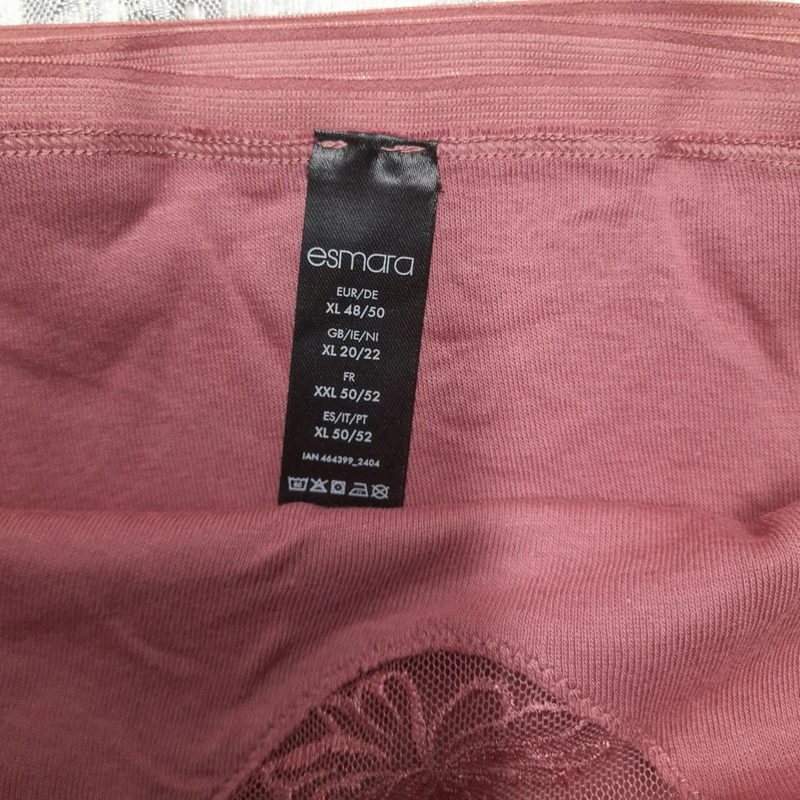 esmara
EUR/DE
XL 48/50
GB/IE/NI
XL 20/22
FR
XXL 50/52
ES/IT/PT
XL 50/52
IAN 464399_2404